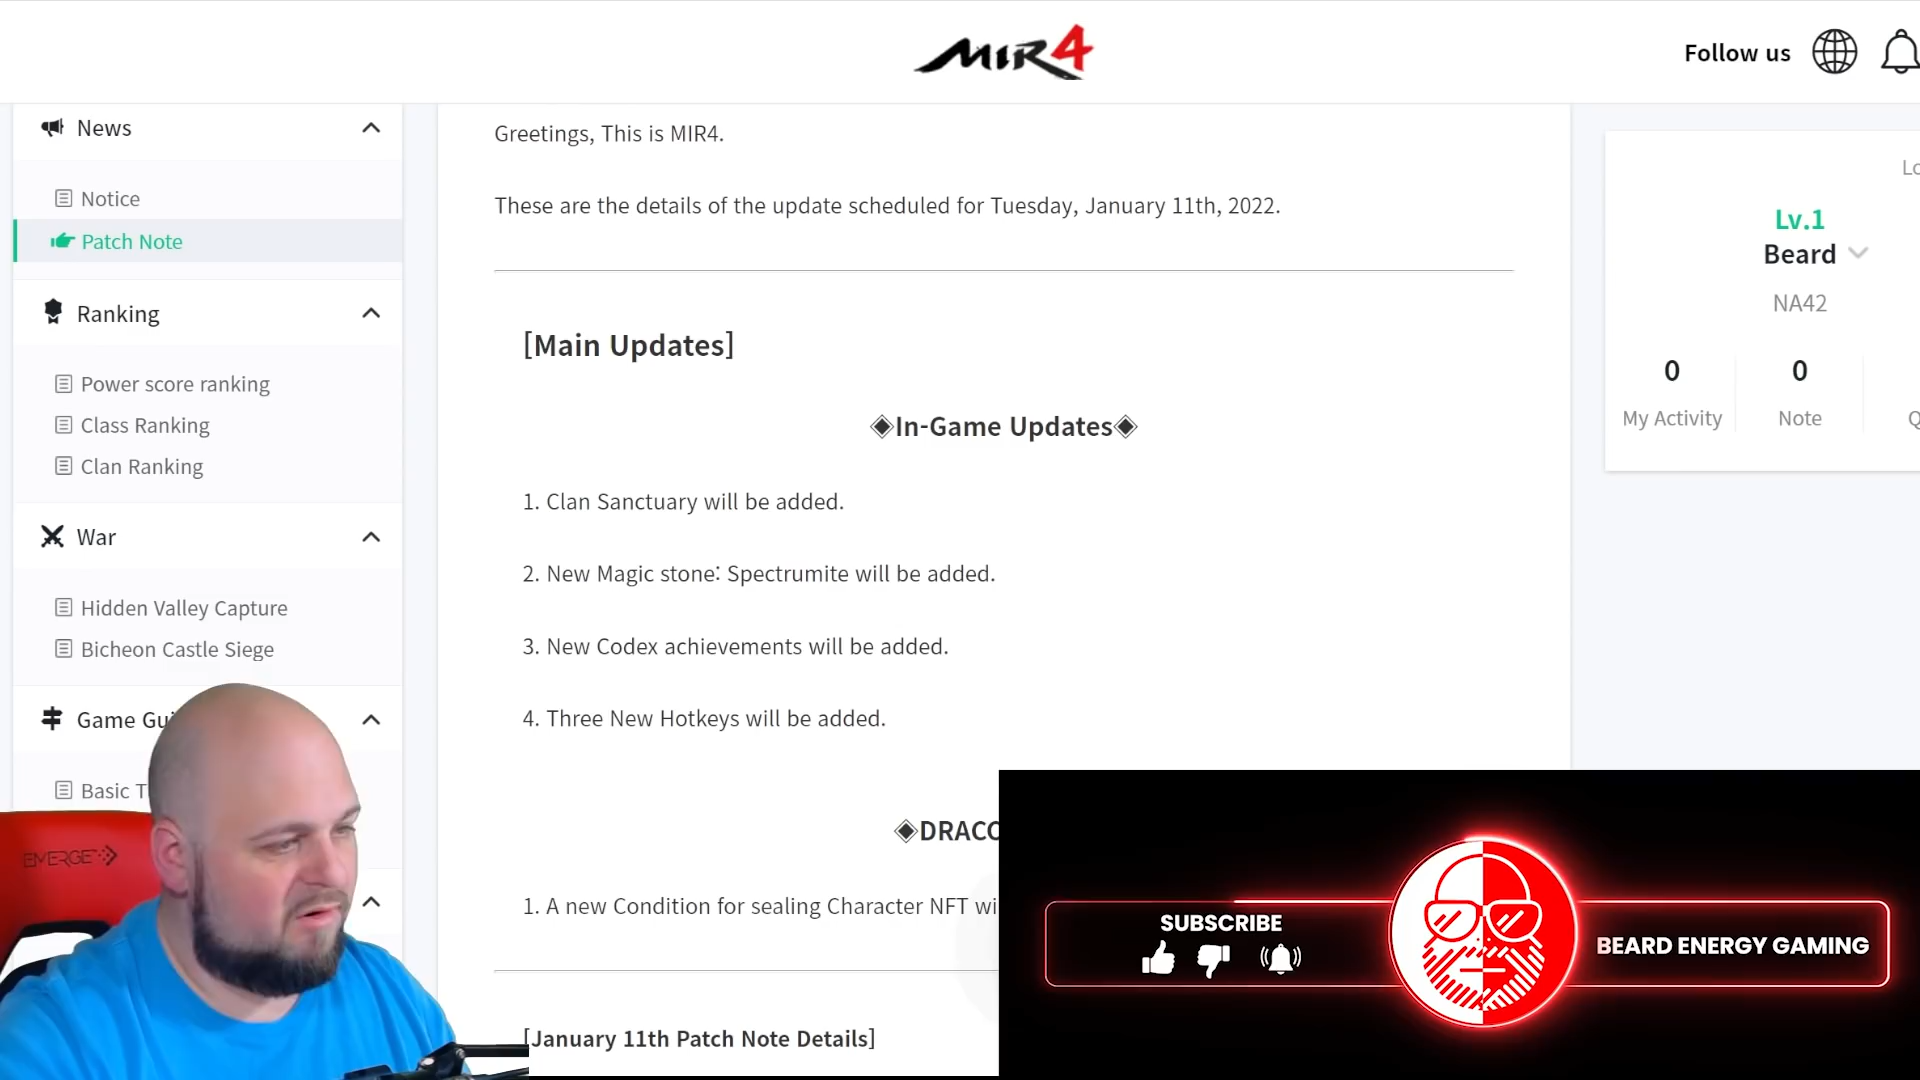 MIR4
Follow us
News
Notice
Patch Note
Ranking
Power score ranking
Class Ranking
Clan Ranking
War
Hidden Valley Capture
Bicheon Castle Siege
Game Gui
Basic T
EMERGE
Greetings, This is MIR4.
These are the details of the update scheduled for Tuesday, January 11th, 2022.
[Main Updates]
◈In-Game Updates◈
1. Clan Sanctuary will be added.
2. New Magic stone: Spectrumite will be added.
3. New Codex achievements will be added.
4. Three New Hotkeys will be added.
◈DRACO
1. A new Condition for sealing Character NFT wi
[January 11th Patch Note Details]
Lo
Lv.1
Beard
NA42
0
My Activity
0
Note
Q
SUBSCRIBE
BEARD ENERGY GAMING